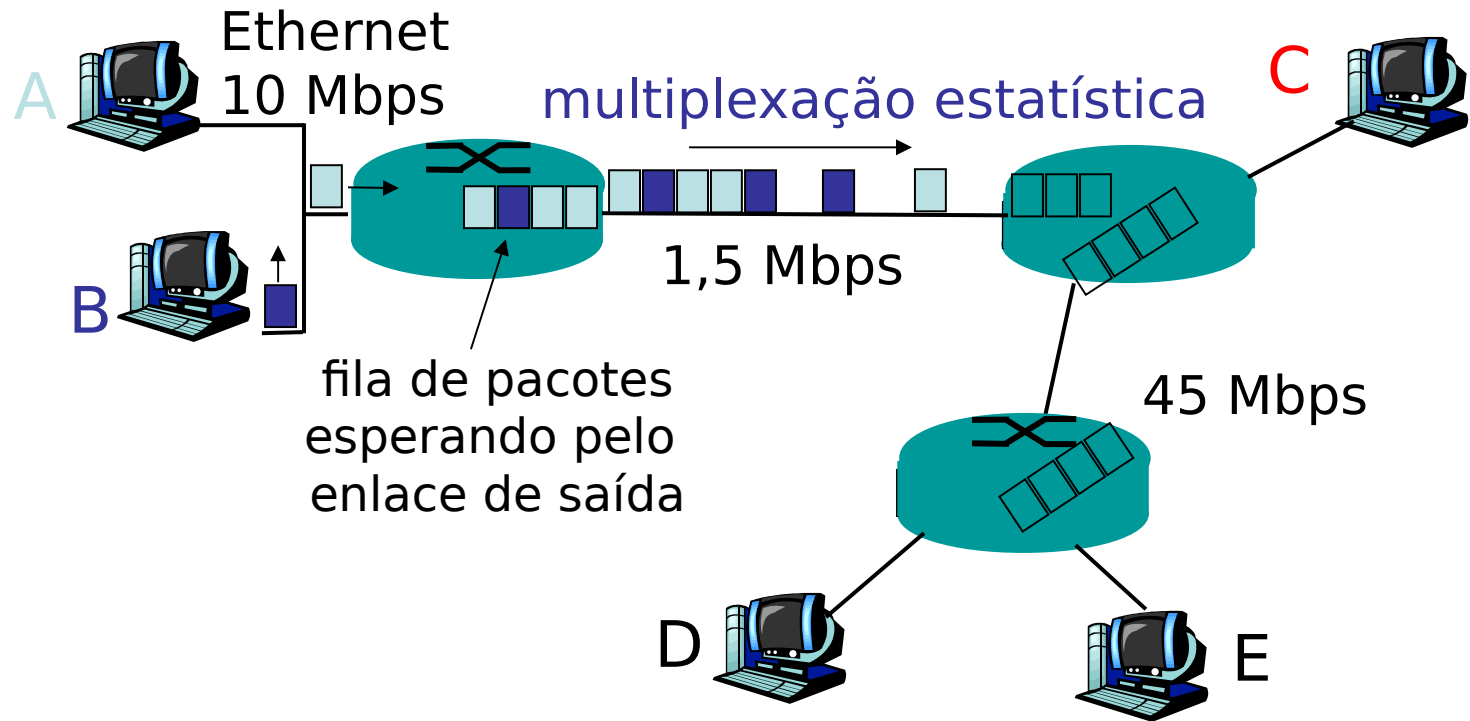 Ethernet
10 Mbps
A
multiplexação estatística
C
B
1,5 Mbps
fila de pacotes
esperando pelo
enlace de saída
45 Mbps
D
E